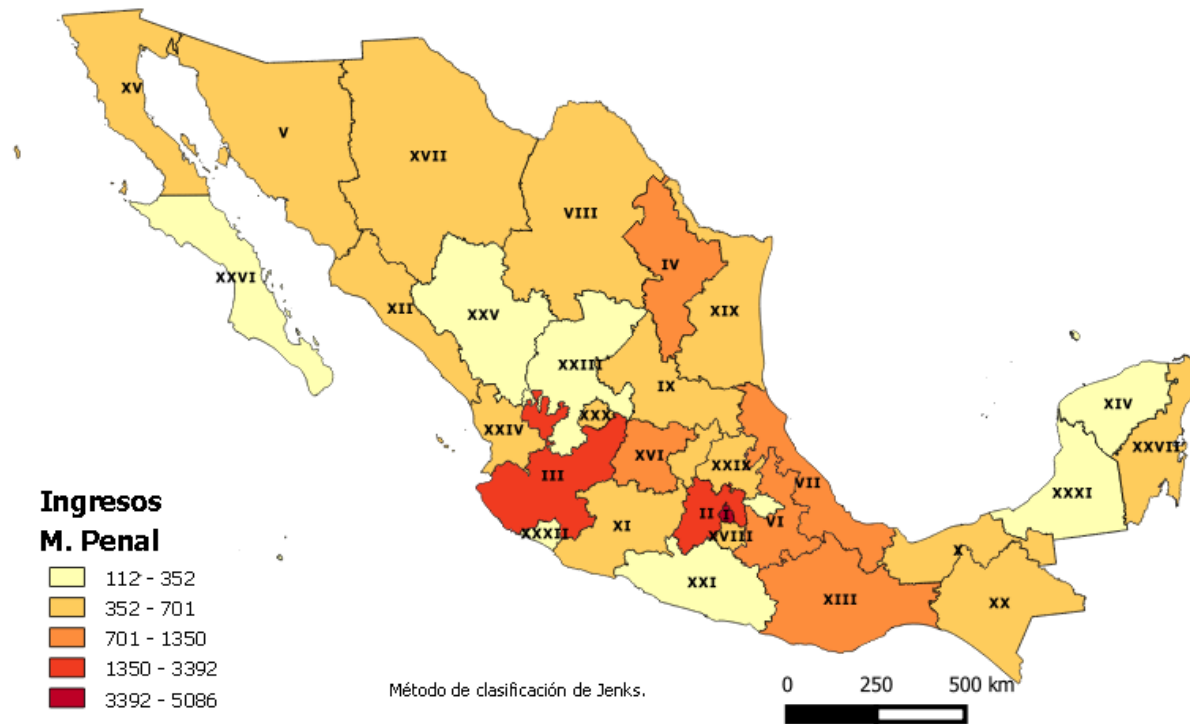 XV
V
XVII
VIII
IV
XXVI
XII
XXV
XIX
XXIII
IX
XXX
XXIV
XIV
XVI
XXIX
XXVII
III
VII
XXXI
II
I
VI
XI
XXXII
XVIII
X
XXI
XIII
XX
Ingresos
M. Penal
112 - 352
352 - 701
701 - 1350
1350 - 3392
3392 - 5086
Método de clasificación de Jenks.
0 250 500 km